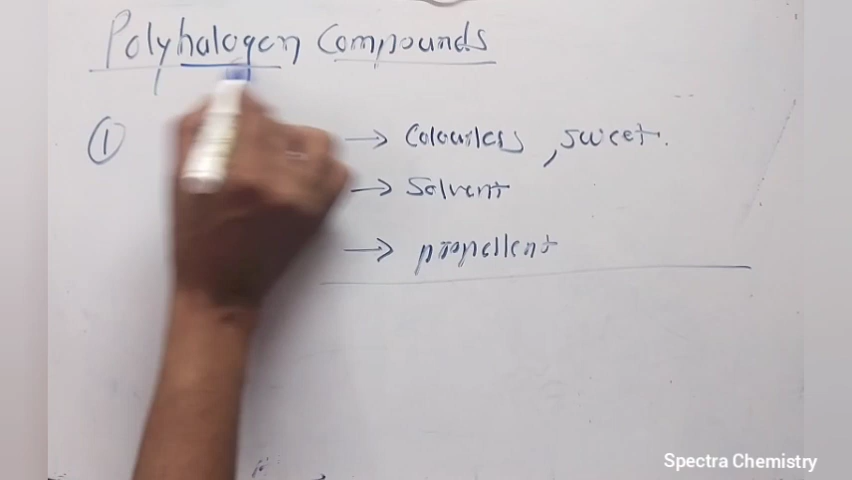 Polyhalogen Compounds
① → Colourless, sweet.
→ Solvent
→ propellent
Spectra Chemistry